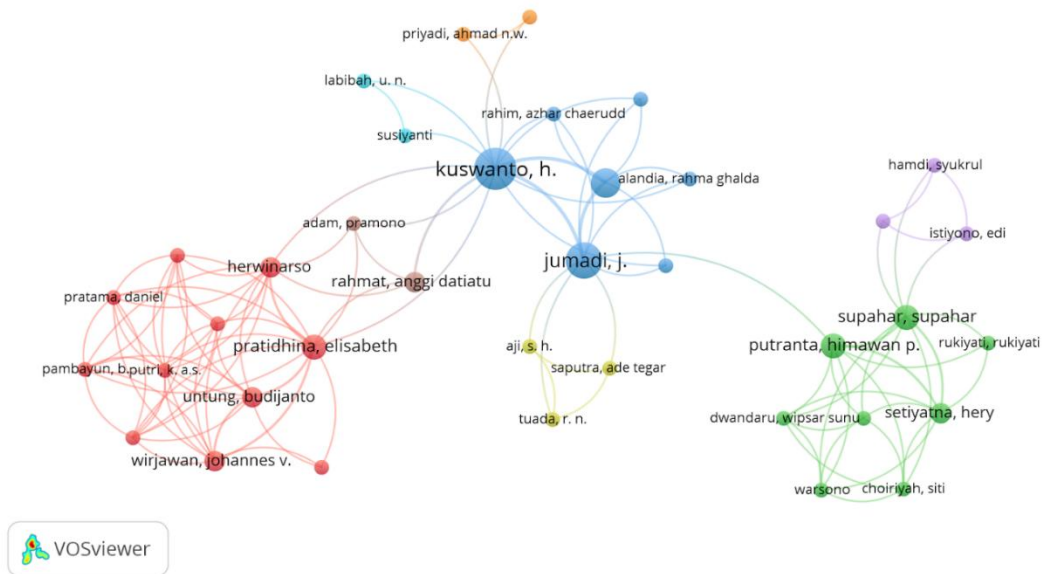 priyadi, ahmad n.w.
labibah, u. n.
rahim, azhar chaerudd
susiyanti
kuswanto, h.
alandia, rahma ghalda
hamdi, syukrul
istiyono, edi
adam, pramono
herwinarso
rahmat, anggi datiatu
jumadi, j.
pratama, daniel
supahar, supahar
pratidhina, elisabeth
putranta, himawan p.
rukiyati, rukiyati
aji, s. h.
pambayun, b.
putri, k. a.s.
saputra, ade tegar
untung, budijanto
tuada, r. n.
dwandaru, wipsar sunu
setiyatna, hery
wirjawan, johannes v.
warsono
choiriyah, siti
VOSviewer